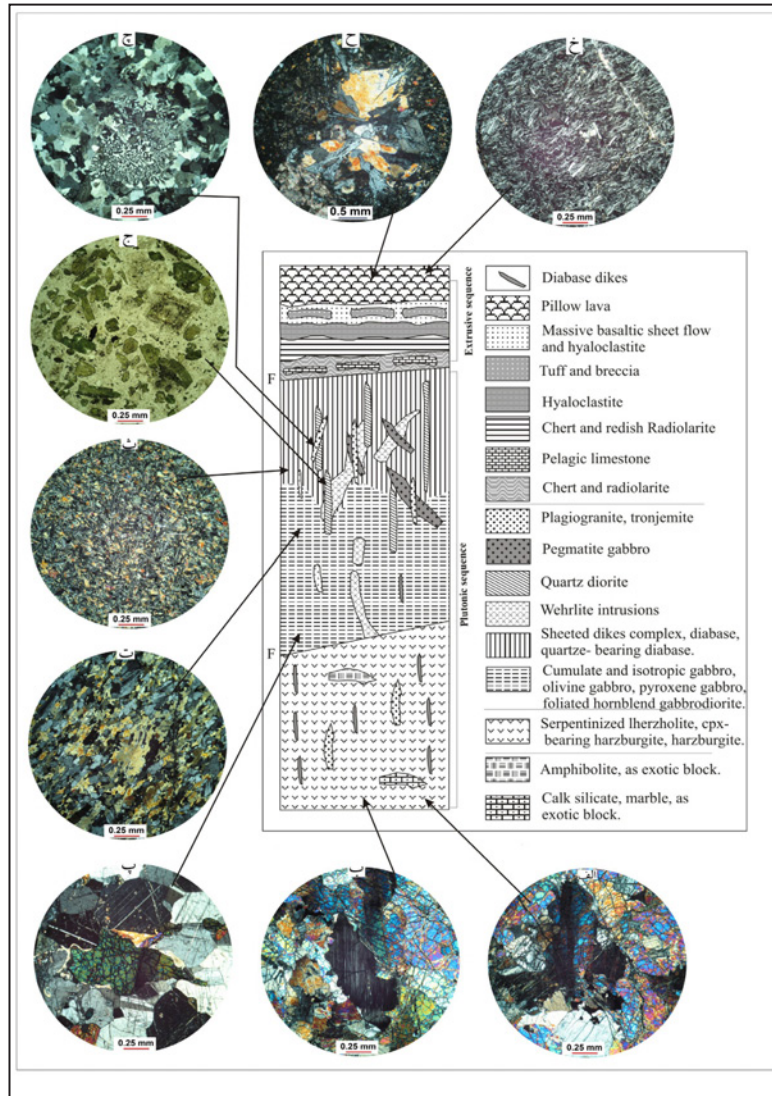 چ
ح
خ
0.25 mm
0.5 mm
0.25 mm
ج
0.25 mm
ث
0.25 mm
ت
0.25 mm
پ
0.25 mm
ب
0.25 mm
الف
0.25 mm
Extrusive sequence
Plutonic sequence
F
F
Diabase dikes
Pillow lava
Massive basaltic sheet flow
and hyaloclastite
Tuff and breccia
Hyaloclastite
Chert and redish Radiolarite
Pelagic limestone
Chert and radiolarite
Plagiogranite, tronjemite
Pegmatite gabbro
Quartz diorite
Wehrlite intrusions
Sheeted dikes complex, diabase,
quartze- bearing diabase.
Cumulate and isotropic gabbro,
olivine gabbro, pyroxene gabbro,
foliated hornblend gabbrodiorite.
Serpentinized lherzholite, cpx-
bearing harzburgite, harzburgite.
Amphibolite, as exotic block.
Calk silicate, marble, as
exotic block.